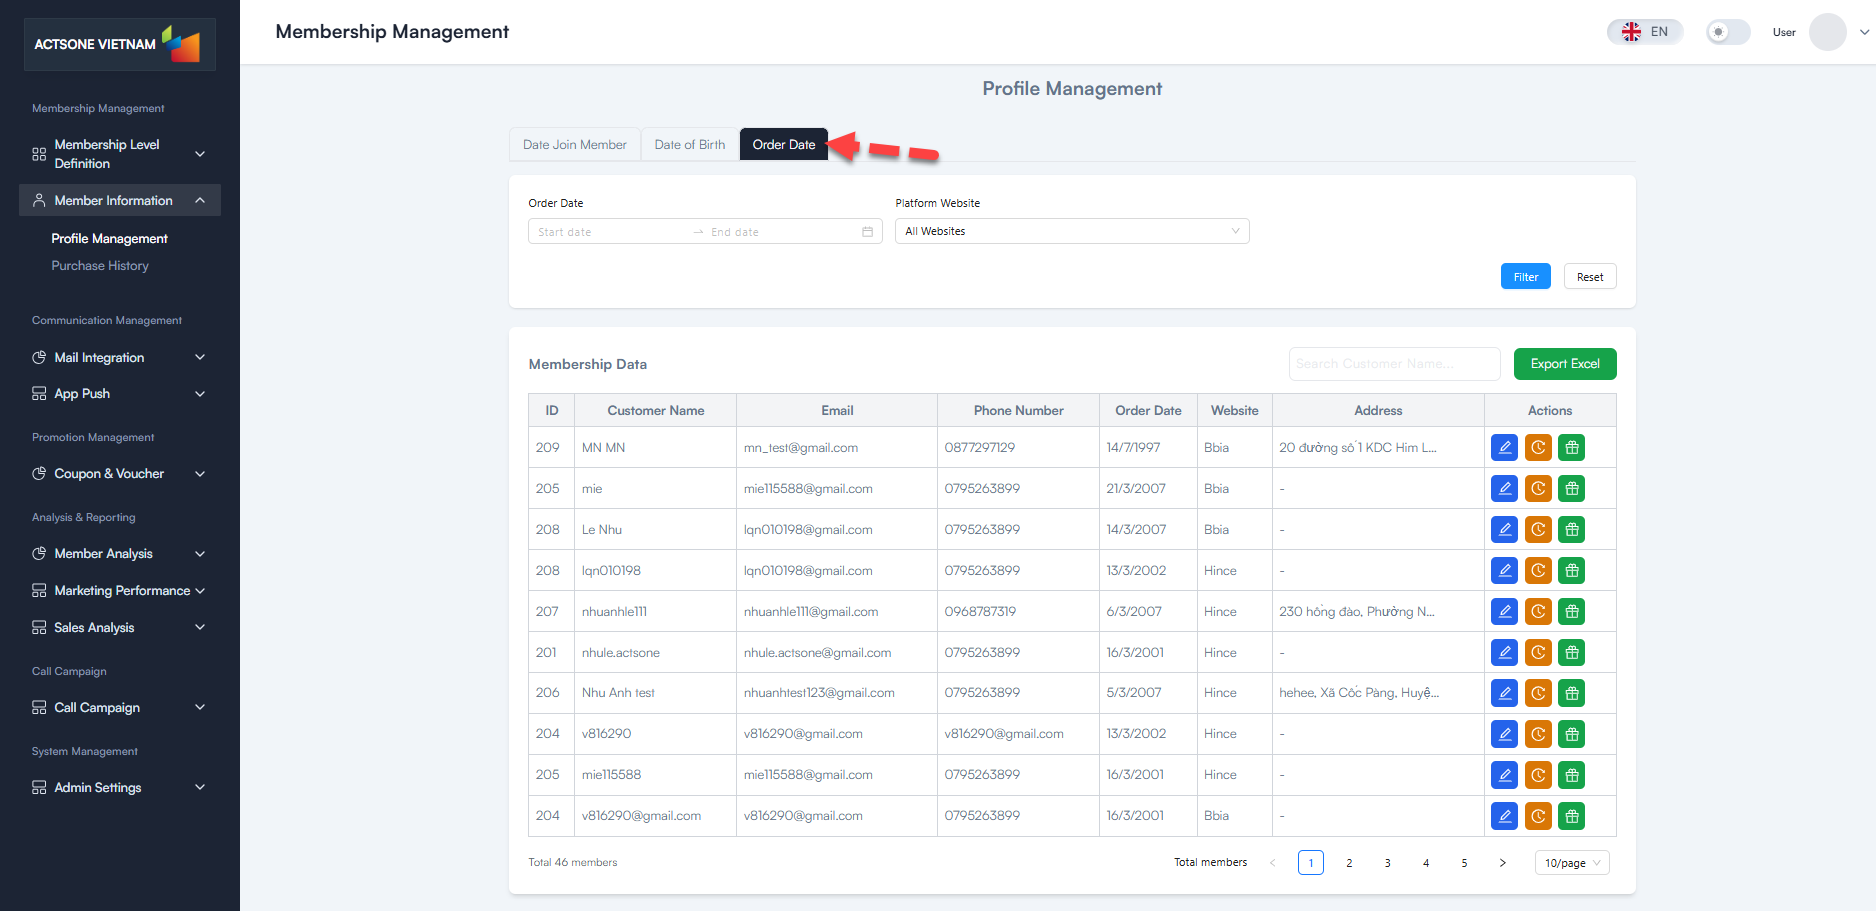 ACTSONE VIETNAM
Membership Management
EN
User
Membership Management
Membership Level
Definition
Member Information
Profile Management
Purchase History
Communication Management
Mail Integration
App Push
Promotion Management
Coupon & Voucher
Analysis & Reporting
Member Analysis
Marketing Performance
Sales Analysis
Call Campaign
Call Campaign
System Management
Admin Settings
Profile Management
Date Join Member Date of Birth Order Date
Order Date Platform Website
Start date End date All Websites
Filter Reset
Membership Data Search Customer Name... Export Excel
ID Customer Name Email Phone Number Order Date Website Address Actions
209 MN MN mn_test@gmail.com 0877297129 14/7/1997 Bbia 20 đường số 1 KDC Him L...
205 mie mie115588@gmail.com 0795263899 21/3/2007 Bbia -
208 Le Nhu lqn010198@gmail.com 0795263899 14/3/2007 Bbia -
208 lqn010198 lqn010198@gmail.com 0795263899 13/3/2002 Hince -
207 nhuanhle111 nhuanhle111@gmail.com 0968787319 6/3/2007 Hince 230 hồng đào, Phường N...
201 nhule.actsone nhule.actsone@gmail.com 0795263899 16/3/2001 Hince -
206 Nhu Anh test nhuanhtest123@gmail.com 0795263899 5/3/2007 Hince hehee, Xã Cốc Pàng, Huyệ...
204 v816290 v816290@gmail.com v816290@gmail.com 13/3/2002 Hince -
205 mie115588 mie115588@gmail.com 0795263899 16/3/2001 Hince -
204 v816290@gmail.com v816290@gmail.com 0795263899 16/3/2001 Bbia -
Total 46 members Total members < 1 2 3 4 5 > 10/page